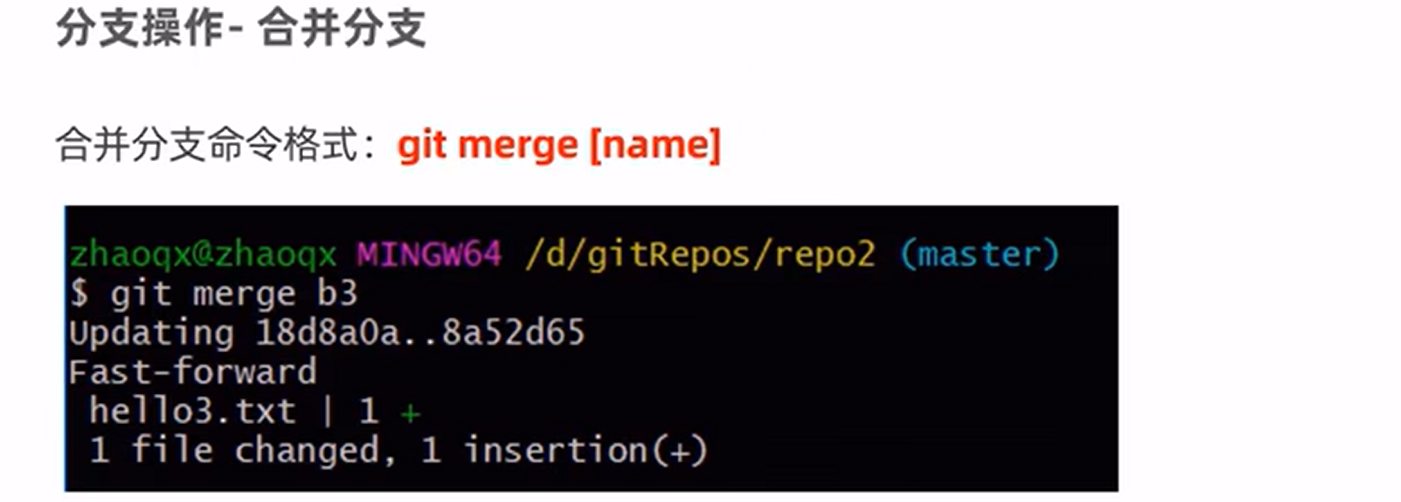 分支操作- 合并分支
合并分支命令格式：git merge [name]
zhaoqx@zhaoqx MINGW64 /d/gitRepos/repo2 (master)
$ git merge b3
Updating 18d8a0a..8a52d65
Fast-forward
 hello3.txt | 1 +
 1 file changed, 1 insertion(+)